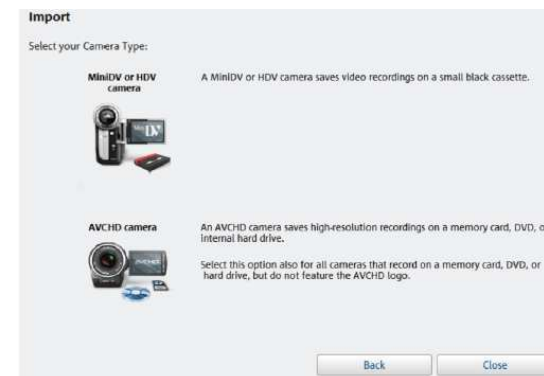 Import
Select your Camera Type:
MiniDV or HDV
camera
A MiniDV or HDV camera saves video recordings on a small black cassette.
Mini DV
AVCHD camera
An AVCHD camera saves high-resolution recordings on a memory card, DVD, o
internal hard drive.
AVCHD
Select this option also for all cameras that record on a memory card, DVD, or
hard drive, but do not feature the AVCHD logo.
Back
Close